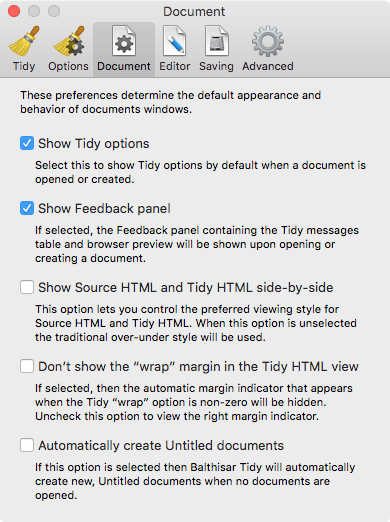 Document
Tidy Options Document Editor Saving Advanced
These preferences determine the default appearance and
behavior of documents windows.
Show Tidy options
Select this to show Tidy options by default when a document is
opened or created.
Show Feedback panel
If selected, the Feedback panel containing the Tidy messages
table and browser preview will be shown upon opening or
creating a document.
Show Source HTML and Tidy HTML side-by-side
This option lets you control the preferred viewing style for
Source HTML and Tidy HTML. When this option is unselected
the traditional over-under style will be used.
Don’t show the “wrap” margin in the Tidy HTML view
If selected, then the automatic margin indicator that appears
when the Tidy “wrap” option is non-zero will be hidden.
Uncheck this option to view the right margin indicator.
Automatically create Untitled documents
If this option is selected then Balthisar Tidy will automatically
create new, Untitled documents when no documents are
opened.